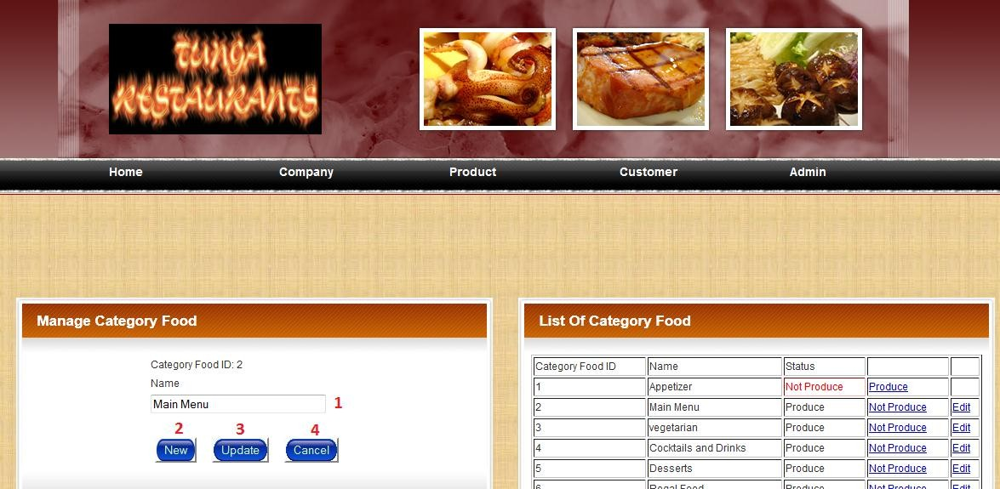 TUNGA
RESTAURANTS
Home Company Product Customer Admin
Manage Category Food
Category Food ID: 2
Name
Main Menu 1
2 3 4
New Update Cancel
List Of Category Food
Category Food ID Name Status
1 Appetizer Not Produce Produce
2 Main Menu Produce Not Produce Edit
3 vegetarian Produce Not Produce Edit
4 Cocktails and Drinks Produce Not Produce Edit
5 Desserts Produce Not Produce Edit
6 Regal Food Produce Not Produce Edit